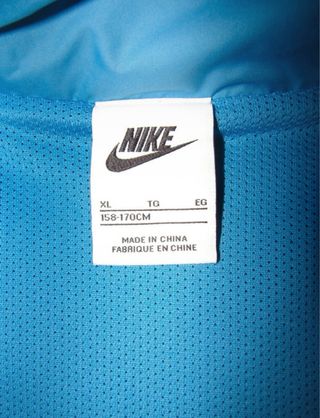 NIKE
XL TG EG
158-170CM
MADE IN CHINA
FABRIQUE EN CHINE